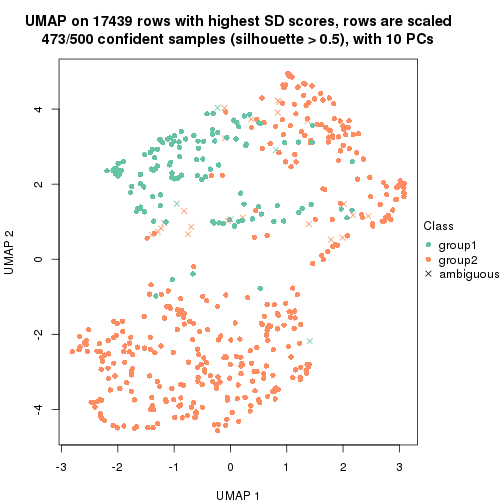 UMAP on 17439 rows with highest SD scores, rows are scaled
473/500 confident samples (silhouette > 0.5), with 10 PCs
4
2
0
-2
-4
UMAP 2
-3
-2
-1
0
1
2
3
UMAP 1
Class
group1
group2
ambiguous